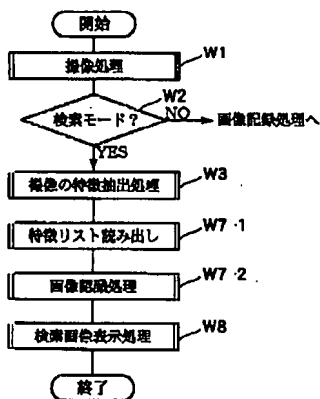 開始
撮像処理 W1
検索モード? W2
NO 画像記録処理へ
YES
撮像の特徴抽出処理 W3
特徴リスト読み出し W7・1
画像認識処理 W7・2
検索画像表示処理 W8
終了